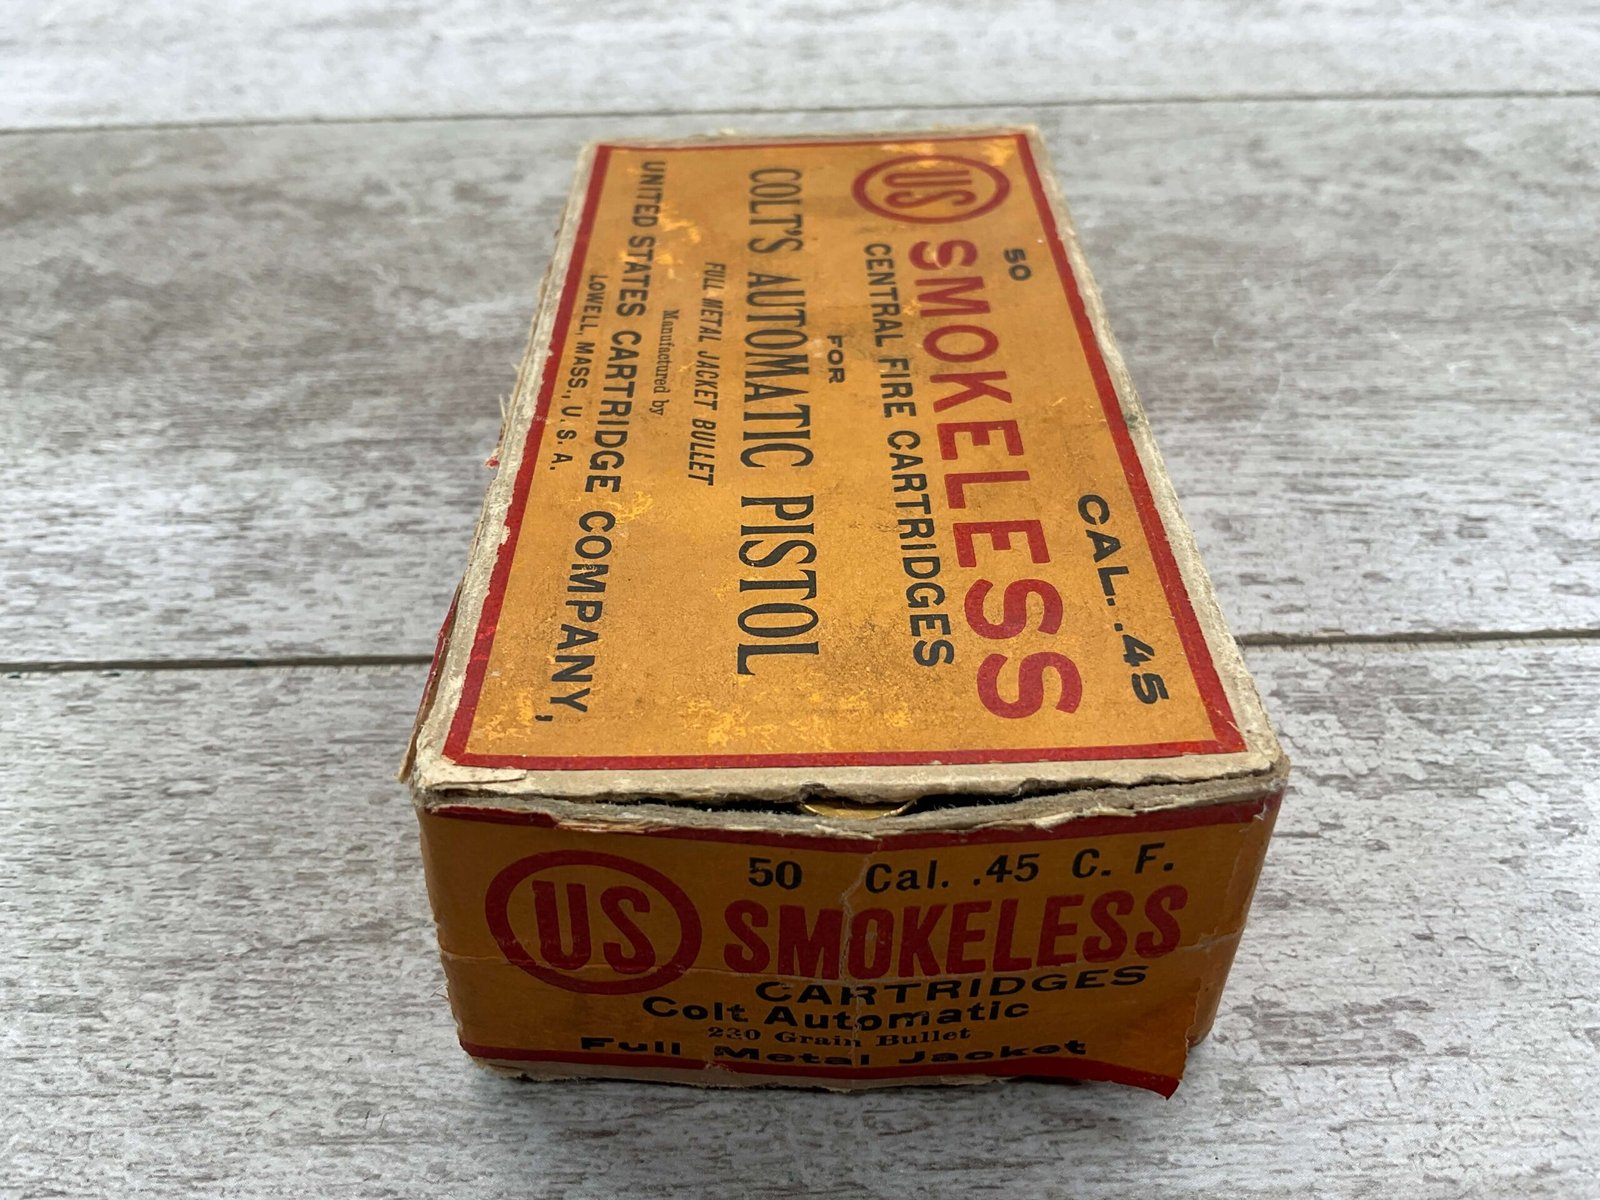 50 CAL. .45
US SMOKELESS
CENTRAL FIRE CARTRIDGES
FOR
COLT'S AUTOMATIC PISTOL
FULL METAL JACKET BULLET
Manufactured by
UNITED STATES CARTRIDGE COMPANY,
LOWELL, MASS., U. S. A.
50 Cal. .45 C. F.
US SMOKELESS
CARTRIDGES
Colt Automatic
230 Grain Bullet
Full Metal Jacket